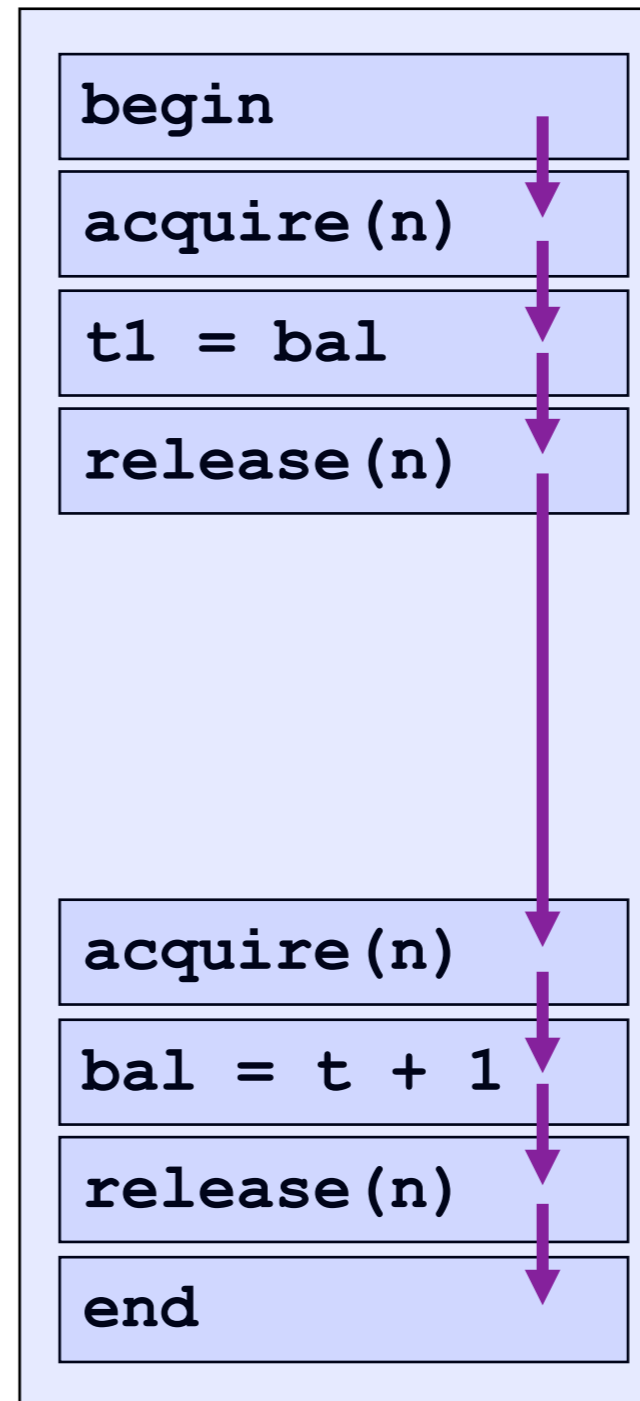 begin
acquire(n)
t1 = bal
release(n)
acquire(n)
bal = t + 1
release(n)
end